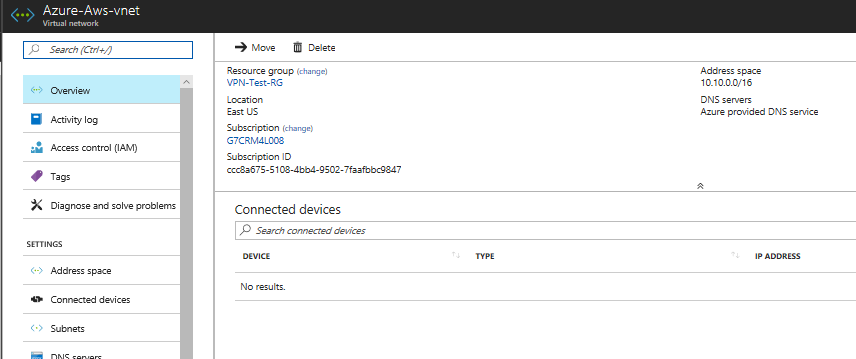 Azure-Aws-vnet
Virtual network
Search (Ctrl+/)
Overview
Activity log
Access control (IAM)
Tags
Diagnose and solve problems
SETTINGS
Address space
Connected devices
Subnets
DNS servers
Move Delete
Resource group (change)
VPN-Test-RG
Location
East US
Subscription (change)
G7CRM4L008
Subscription ID
ccc8a675-5108-4bb4-9502-7faafbbc9847
Address space
10.10.0.0/16
DNS servers
Azure provided DNS service
Connected devices
Search connected devices
DEVICE TYPE IP ADDRESS
No results.